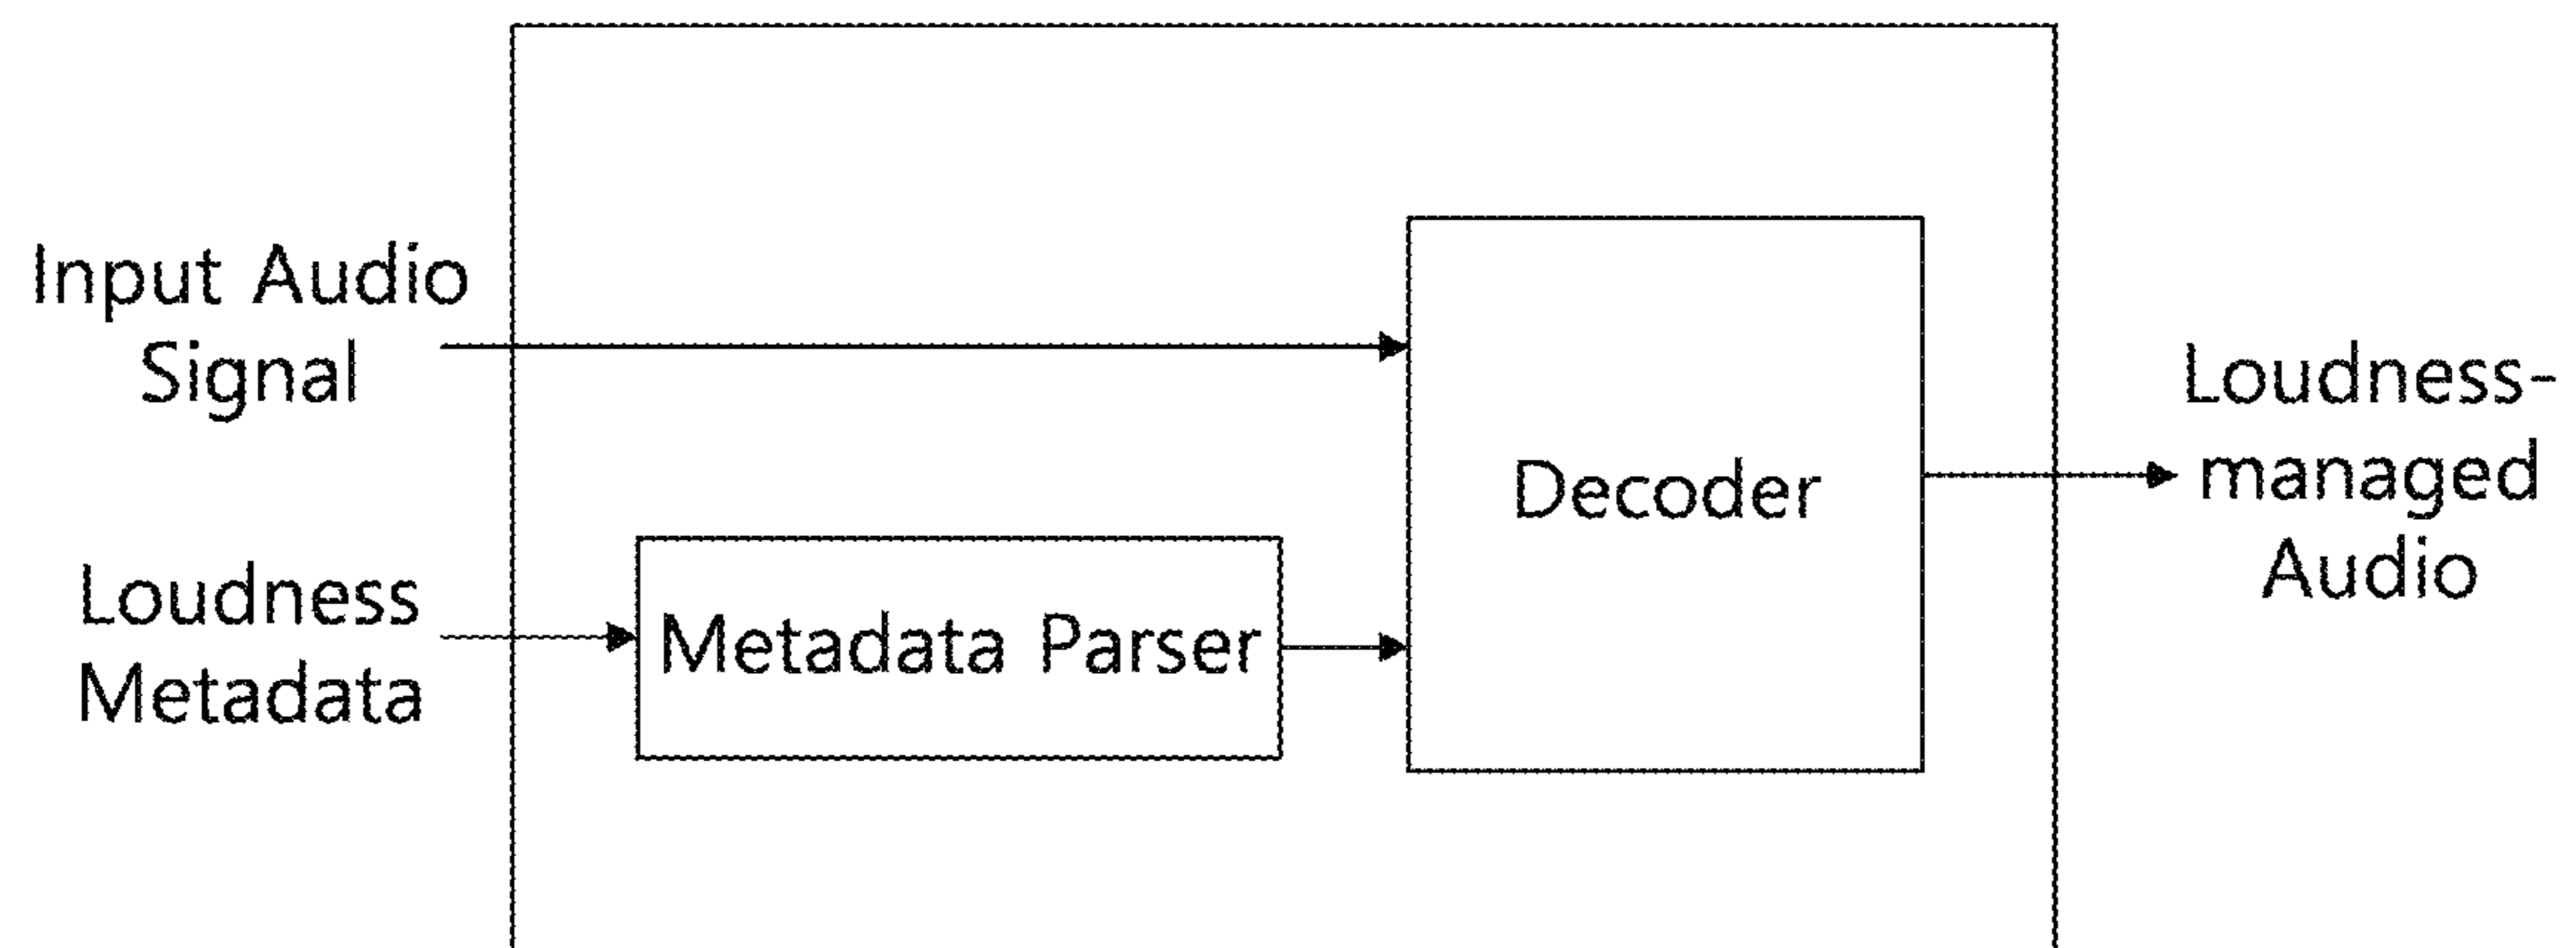 Input Audio
Signal
Loudness
Metadata
Metadata Parser
Decoder
Loudness-
managed
Audio